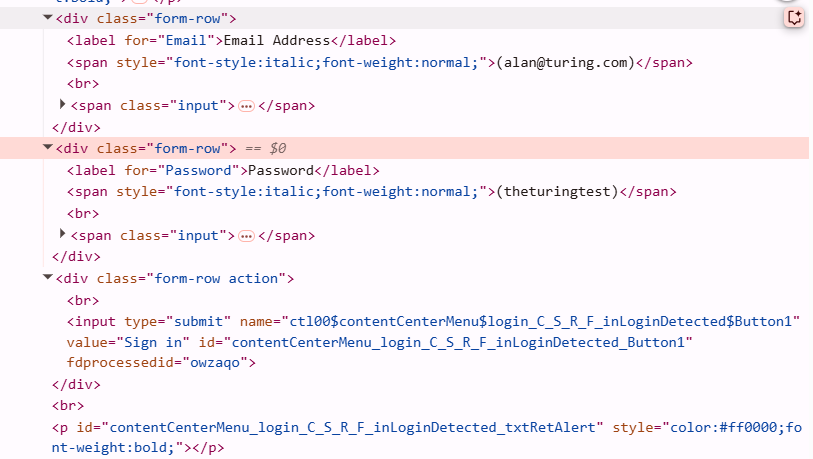 t:Bold;">⋯</p>
▼<div class="form-row">
<label for="Email">Email Address</label>
<span style="font-style:italic;font-weight:normal;">(alan@turing.com)</span>
<br>
▶<span class="input">⋯</span>
</div>
▼<div class="form-row"> == $0
<label for="Password">Password</label>
<span style="font-style:italic;font-weight:normal;">(theturingtest)</span>
<br>
▶<span class="input">⋯</span>
</div>
▼<div class="form-row action">
<br>
<input type="submit" name="ctl00$contentCenterMenu$login_C_S_R_F_inLoginDetected$Button1"
value="Sign in" id="contentCenterMenu_login_C_S_R_F_inLoginDetected_Button1"
fdprocessedid="owzaqo">
</div>
<br>
<p id="contentCenterMenu_login_C_S_R_F_inLoginDetected_txtRetAlert" style="color:#ff0000;fo
nt-weight:bold;"></p>